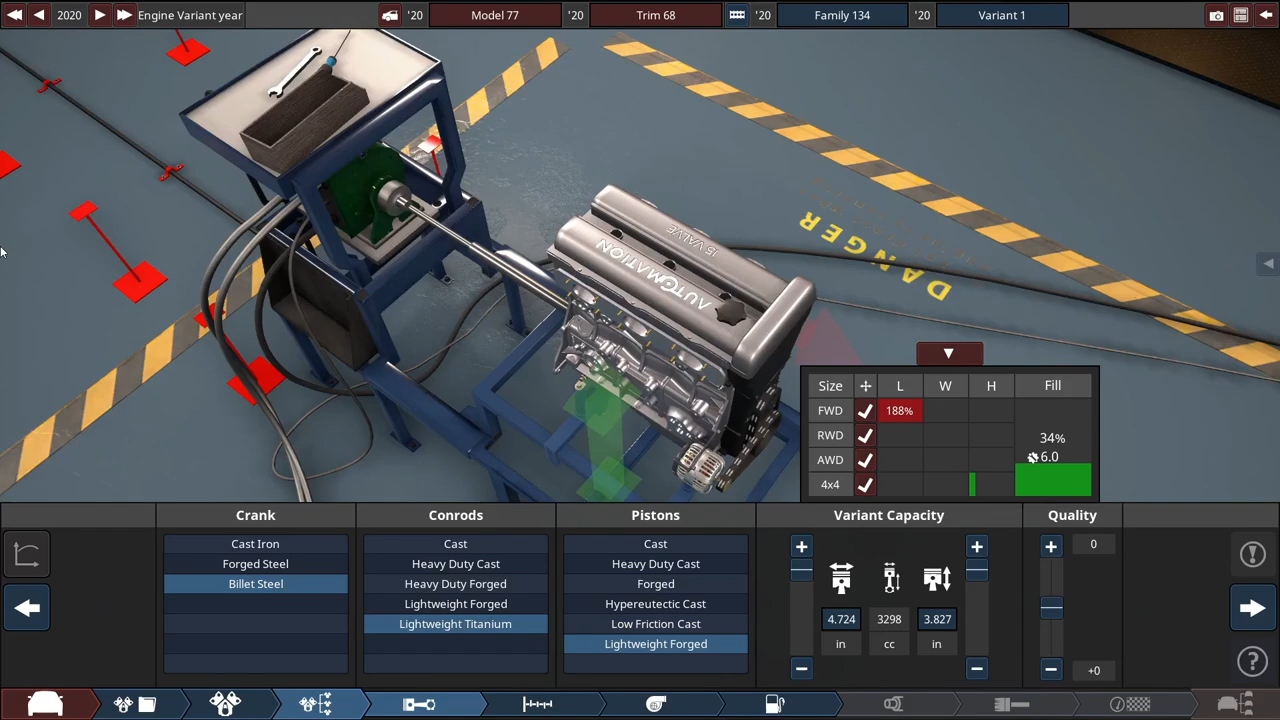 2020 Engine Variant year '20 Model 77 '20 Trim 68 '20 Family 134 '20 Variant 1
DANGER
15 VALVE
AUTOMATION
Size L W H Fill
FWD 188%
RWD
AWD
4x4
34%
6.0
Crank
Cast Iron
Forged Steel
Billet Steel
Conrods
Cast
Heavy Duty Cast
Heavy Duty Forged
Lightweight Forged
Lightweight Titanium
Pistons
Cast
Heavy Duty Cast
Forged
Hypereutectic Cast
Low Friction Cast
Lightweight Forged
Variant Capacity
4.724 3298 3.827
in cc in
Quality
0
+0